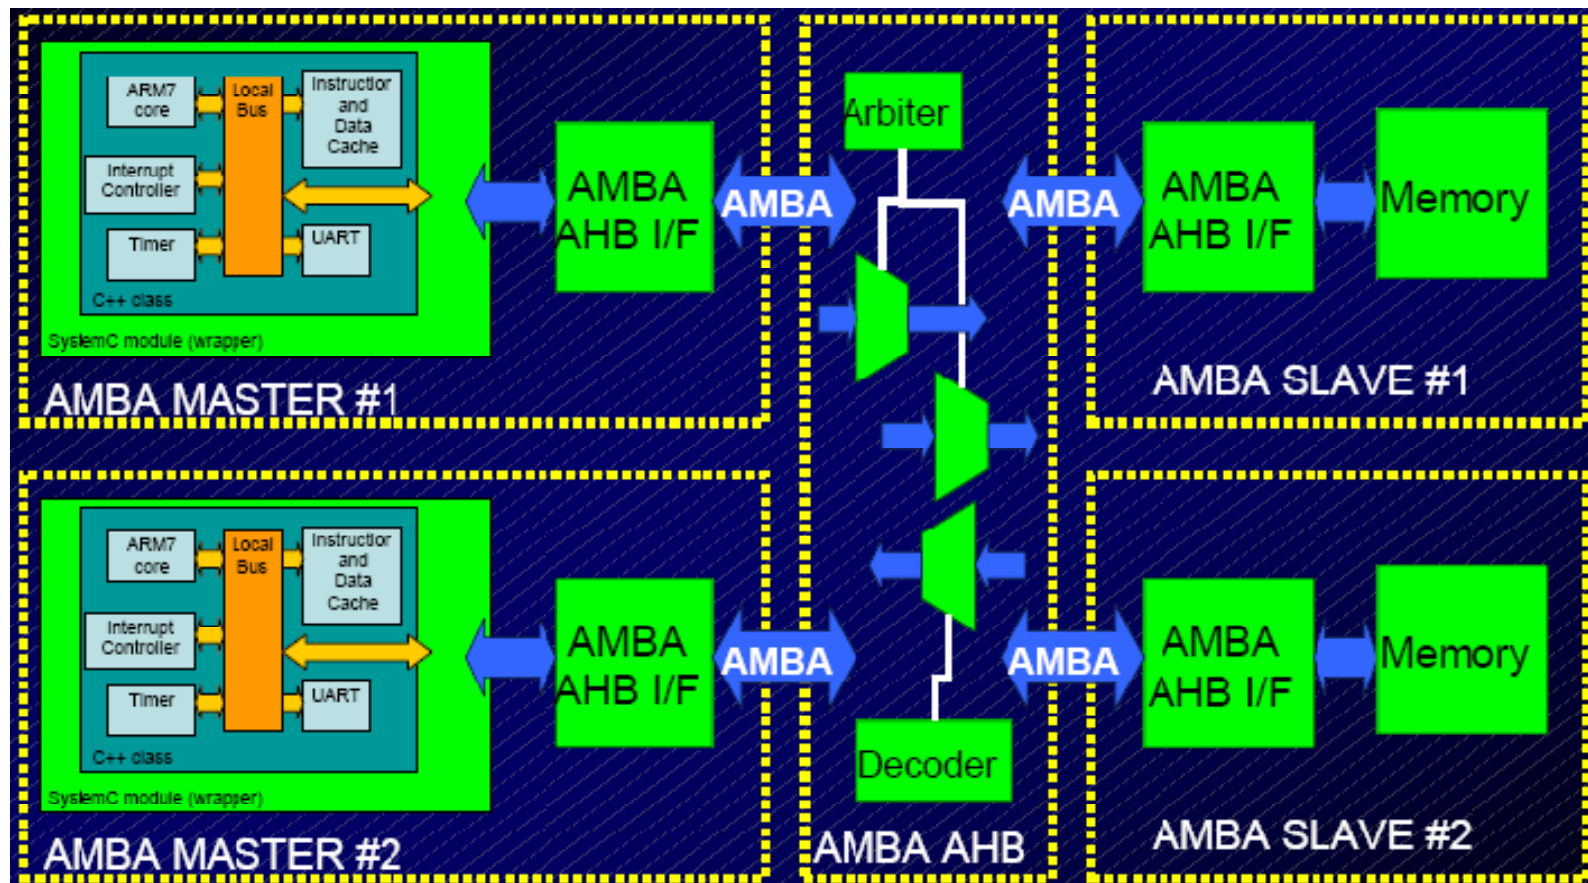 ARM7
core
Local
Bus
Instruction
and
Data
Cache
Interrupt
Controller
Timer
UART
C++ class
SystemC module (wrapper)
AMBA
AHB I/F
AMBA
AMBA MASTER #1
Arbiter
AMBA
AMBA
AHB I/F
Memory
AMBA SLAVE #1
ARM7
core
Local
Bus
Instruction
and
Data
Cache
Interrupt
Controller
Timer
UART
C++ class
SystemC module (wrapper)
AMBA
AHB I/F
AMBA
AMBA MASTER #2
Decoder
AMBA AHB
AMBA
AMBA
AHB I/F
Memory
AMBA SLAVE #2